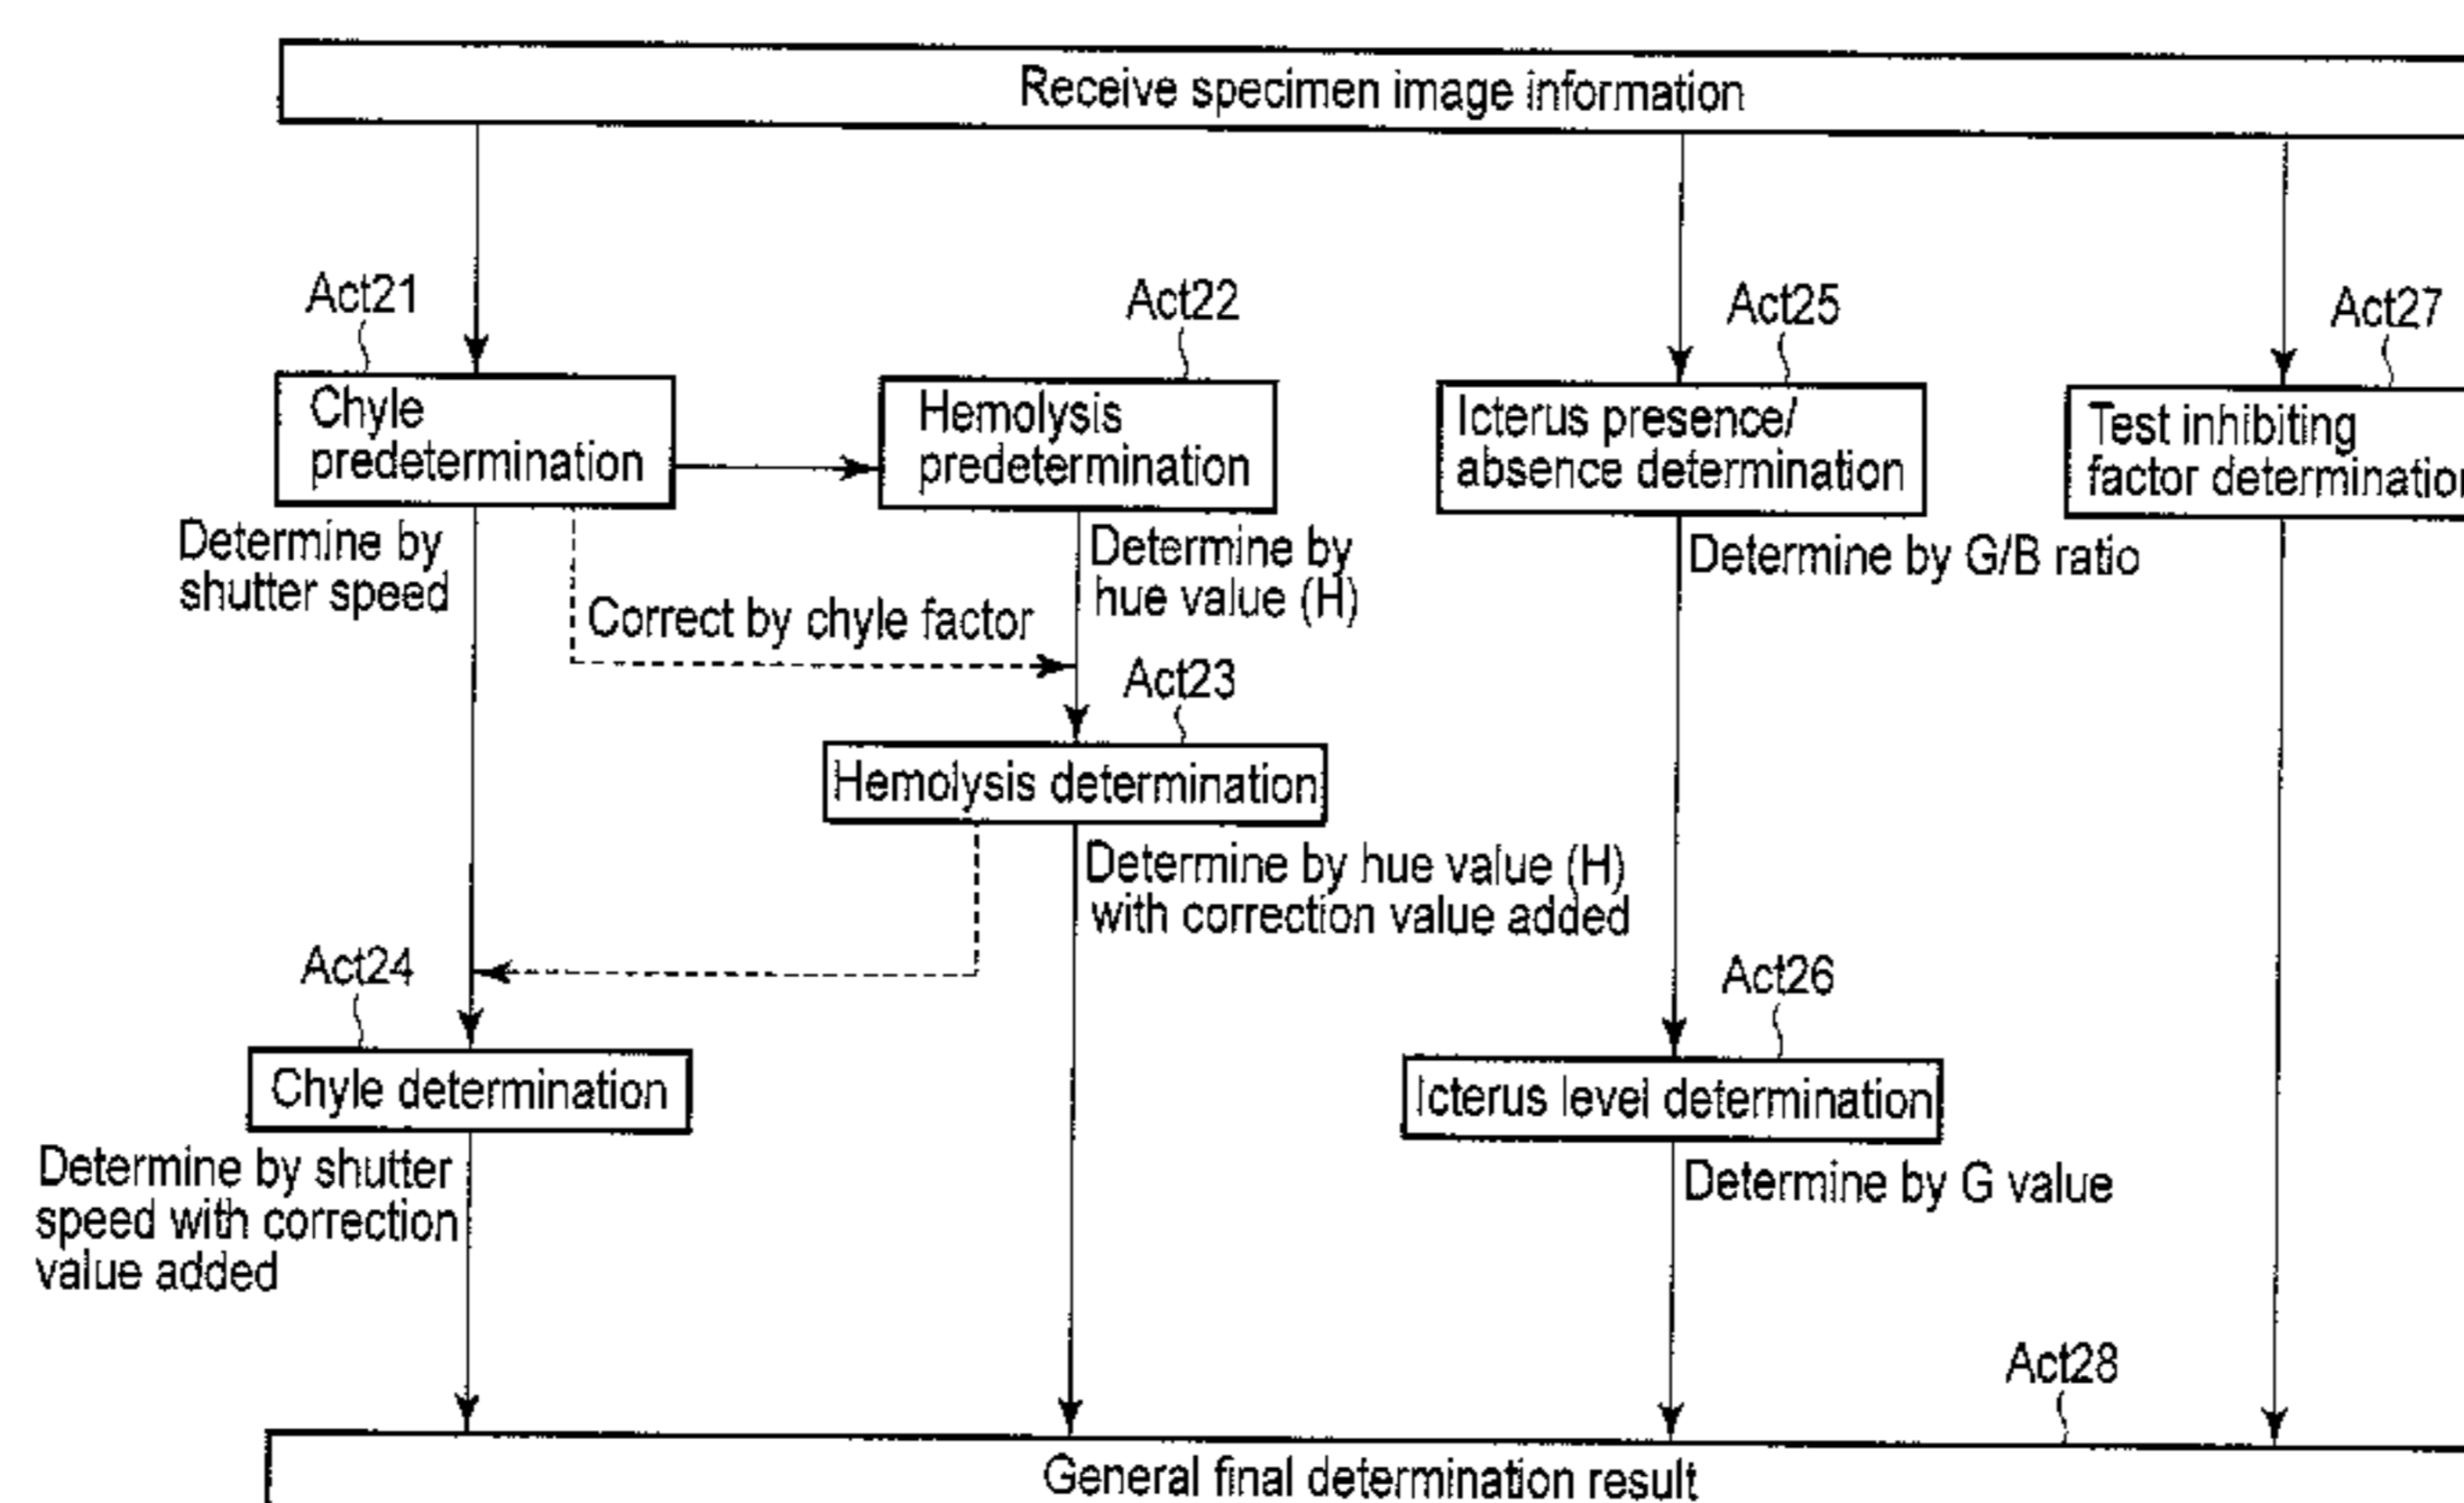 Receive specimen image information
Act21
Act22
Act25
Act27
Chyle
predetermination
Hemolysis
predetermination
Icterus presence/
absence determination
Test inhibiting
factor determination
Determine by
shutter speed
Determine by
hue value (H)
Determine by G/B ratio
Correct by chyle factor
Act23
Hemolysis determination
Determine by hue value (H)
with correction value added
Act24
Act26
Chyle determination
Icterus level determination
Determine by shutter
speed with correction
value added
Determine by G value
Act28
General final determination result